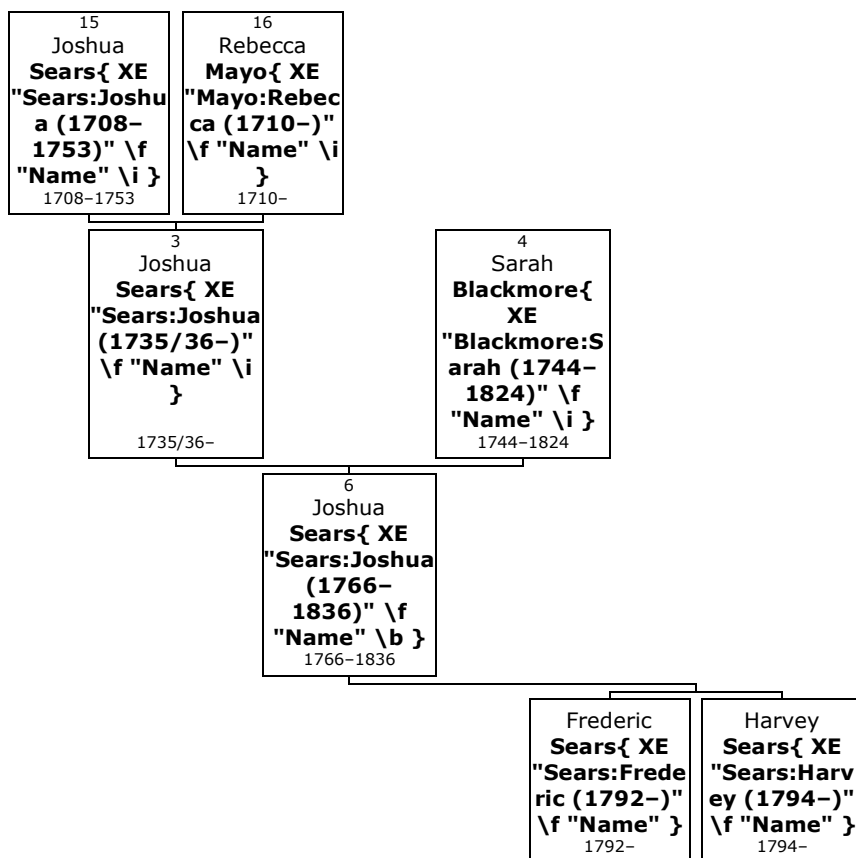 15
Joshua
Sears{ XE
"Sears:Joshu
a (1708–
1753)" \f
"Name" \i }
1708–1753
16
Rebecca
Mayo{ XE
"Mayo:Rebec
ca (1710–)"
\f "Name" \i
}
1710–
3
Joshua
Sears{ XE
"Sears:Joshua
(1735/36–)"
\f "Name" \i
}
1735/36–
4
Sarah
Blackmore{
XE
"Blackmore:S
arah (1744–
1824)" \f
"Name" \i }
1744–1824
6
Joshua
Sears{ XE
"Sears:Joshua
(1766–
1836)" \f
"Name" \b }
1766–1836
Frederic
Sears{ XE
"Sears:Frede
ric (1792–)"
\f "Name" }
1792–
Harvey
Sears{ XE
"Sears:Harv
ey (1794–)"
\f "Name" }
1794–